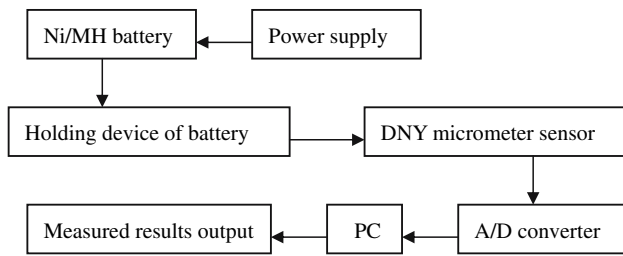 Ni/MH battery
Power supply
Holding device of battery
DNY micrometer sensor
Measured results output
PC
A/D converter